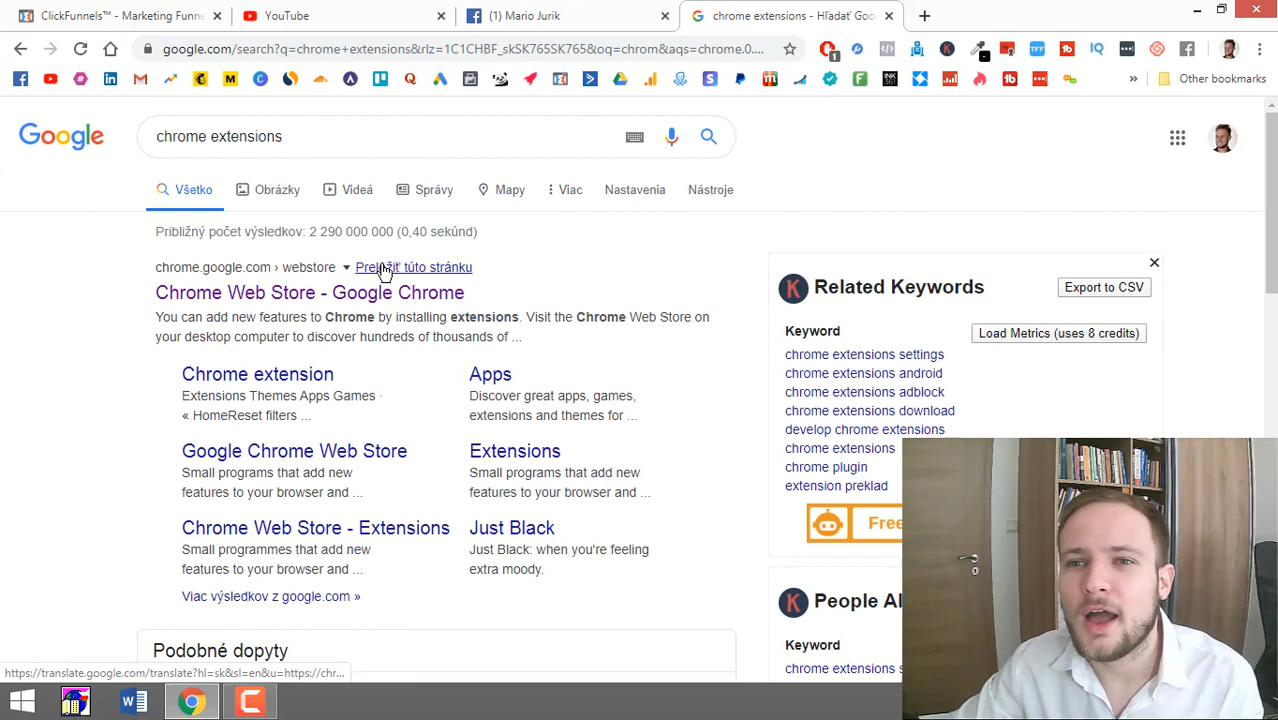 ClickFunnels™ - Marketing Funne
YouTube
(1) Mario Jurik
chrome extensions - Hľadať Goo
google.com/search?q=chrome+extensions&rlz=1C1CHBF_skSK765SK765&oq=chrom&aqs=chrome.0....
Other bookmarks
Google
chrome extensions
Všetko
Obrázky
Videá
Správy
Mapy
Viac
Nastavenia
Nástroje
Približný počet výsledkov: 2 290 000 000 (0,40 sekúnd)
chrome.google.com › webstore
Preložiť túto stránku
Chrome Web Store - Google Chrome
You can add new features to Chrome by installing extensions. Visit the Chrome Web Store on
your desktop computer to discover hundreds of thousands of ...
Chrome extension
Extensions Themes Apps Games ·
« HomeReset filters ...
Apps
Discover great apps, games,
extensions and themes for ...
Google Chrome Web Store
Small programs that add new
features to your browser and ...
Extensions
Small programs that add new
features to your browser and ...
Chrome Web Store - Extensions
Small programmes that add new
features to your browser and ...
Just Black
Just Black: when you're feeling
extra moody.
Viac výsledkov z google.com »
Podobné dopyty
Related Keywords
Export to CSV
Keyword
Load Metrics (uses 8 credits)
chrome extensions settings
chrome extensions android
chrome extensions adblock
chrome extensions download
develop chrome extensions
chrome extensions
chrome plugin
extension preklad
Free
People Al
Keyword
chrome extensions s
https://translate.google.com/translate?hl=sk&sl=en&u=https://chr...